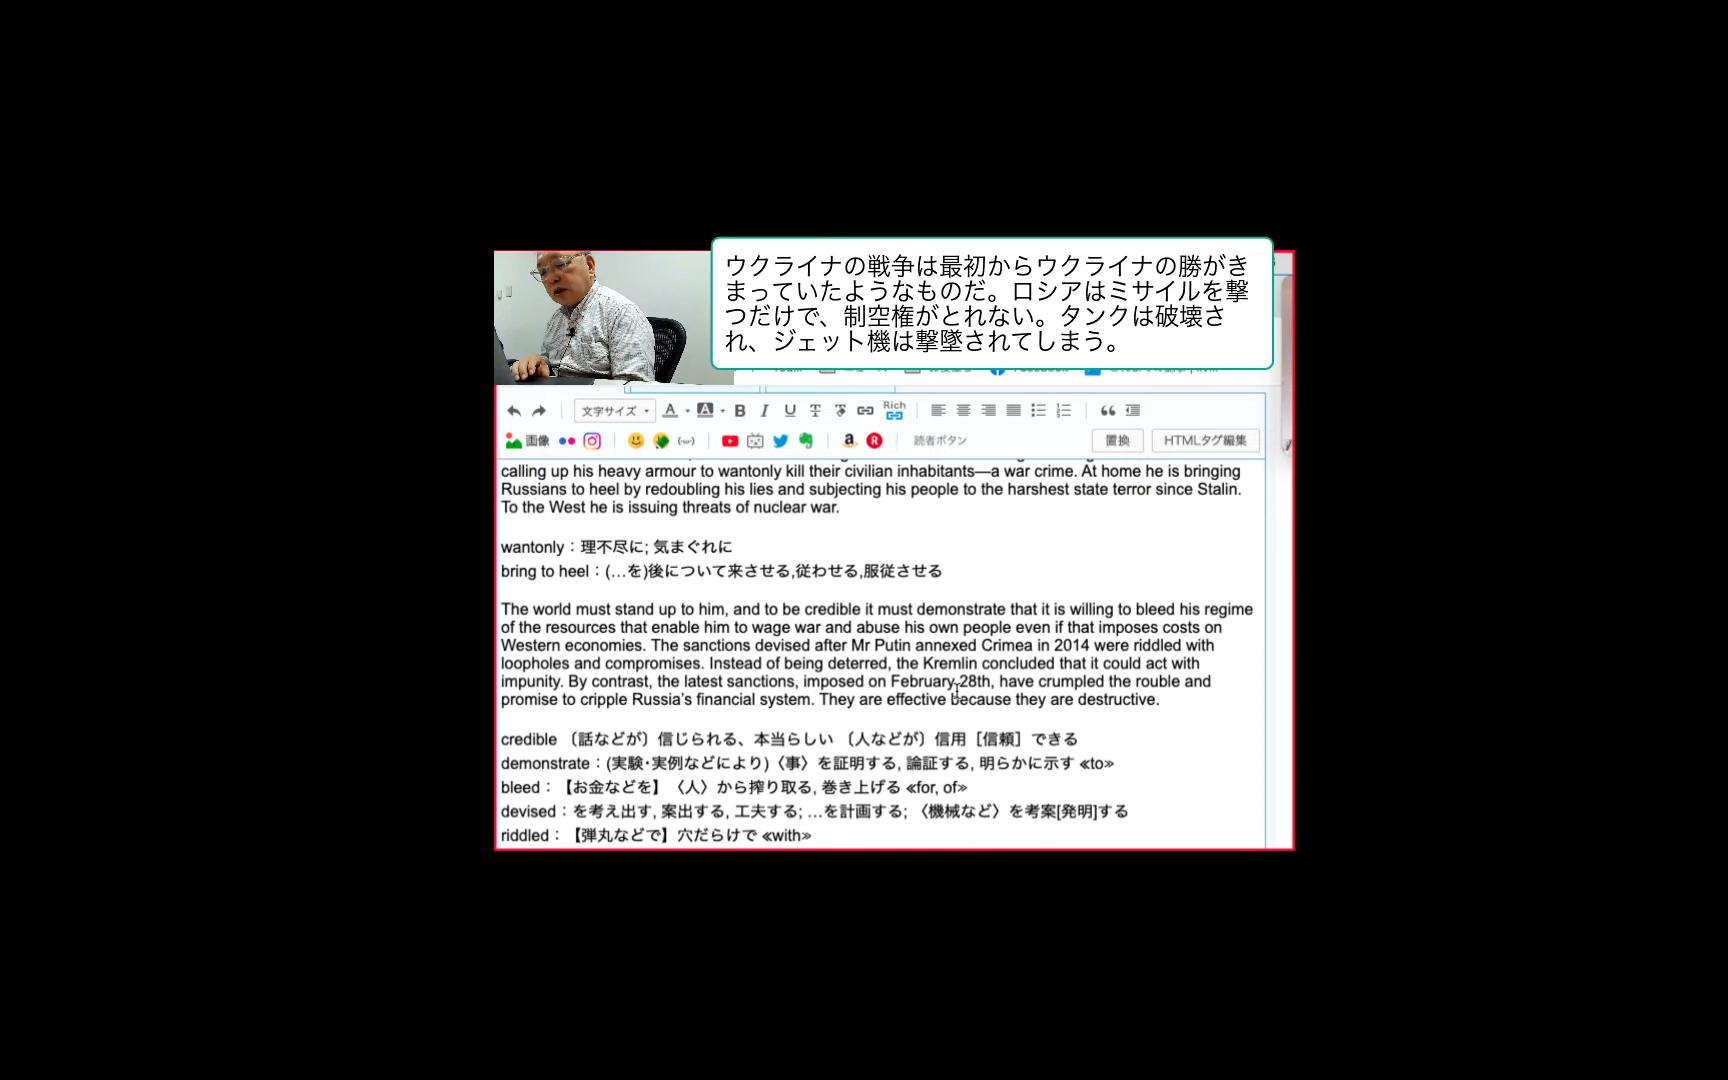 ウクライナの戦争は最初からウクライナの勝がき
まっていたようなものだ。ロシアはミサイルを撃
つだけで、制空権がとれない。タンクは破壊さ
れ、ジェット機は撃墜されてしまう。
文字サイズ A A B I U T Rich
画像 a R 読者ボタン 置換 HTMLタグ編集
calling up his heavy armour to wantonly kill their civilian inhabitants—a war crime. At home he is bringing
Russians to heel by redoubling his lies and subjecting his people to the harshest state terror since Stalin.
To the West he is issuing threats of nuclear war.
wantonly：理不尽に; 気まぐれに
bring to heel：(…を)後について来させる,従わせる,服従させる
The world must stand up to him, and to be credible it must demonstrate that it is willing to bleed his regime
of the resources that enable him to wage war and abuse his own people even if that imposes costs on
Western economies. The sanctions devised after Mr Putin annexed Crimea in 2014 were riddled with
loopholes and compromises. Instead of being deterred, the Kremlin concluded that it could act with
impunity. By contrast, the latest sanctions, imposed on February 28th, have crumpled the rouble and
promise to cripple Russia’s financial system. They are effective because they are destructive.
credible 〔話などが〕信じられる、本当らしい 〔人などが〕信用［信頼］できる
demonstrate：(実験･実例などにより)〈事〉を証明する, 論証する, 明らかに示す ≪to≫
bleed：【お金などを】〈人〉から搾り取る, 巻き上げる ≪for, of≫
devised：を考え出す, 案出する, 工夫する; …を計画する; 〈機械など〉を考案[発明]する
riddled：【弾丸などで】穴だらけで ≪with≫